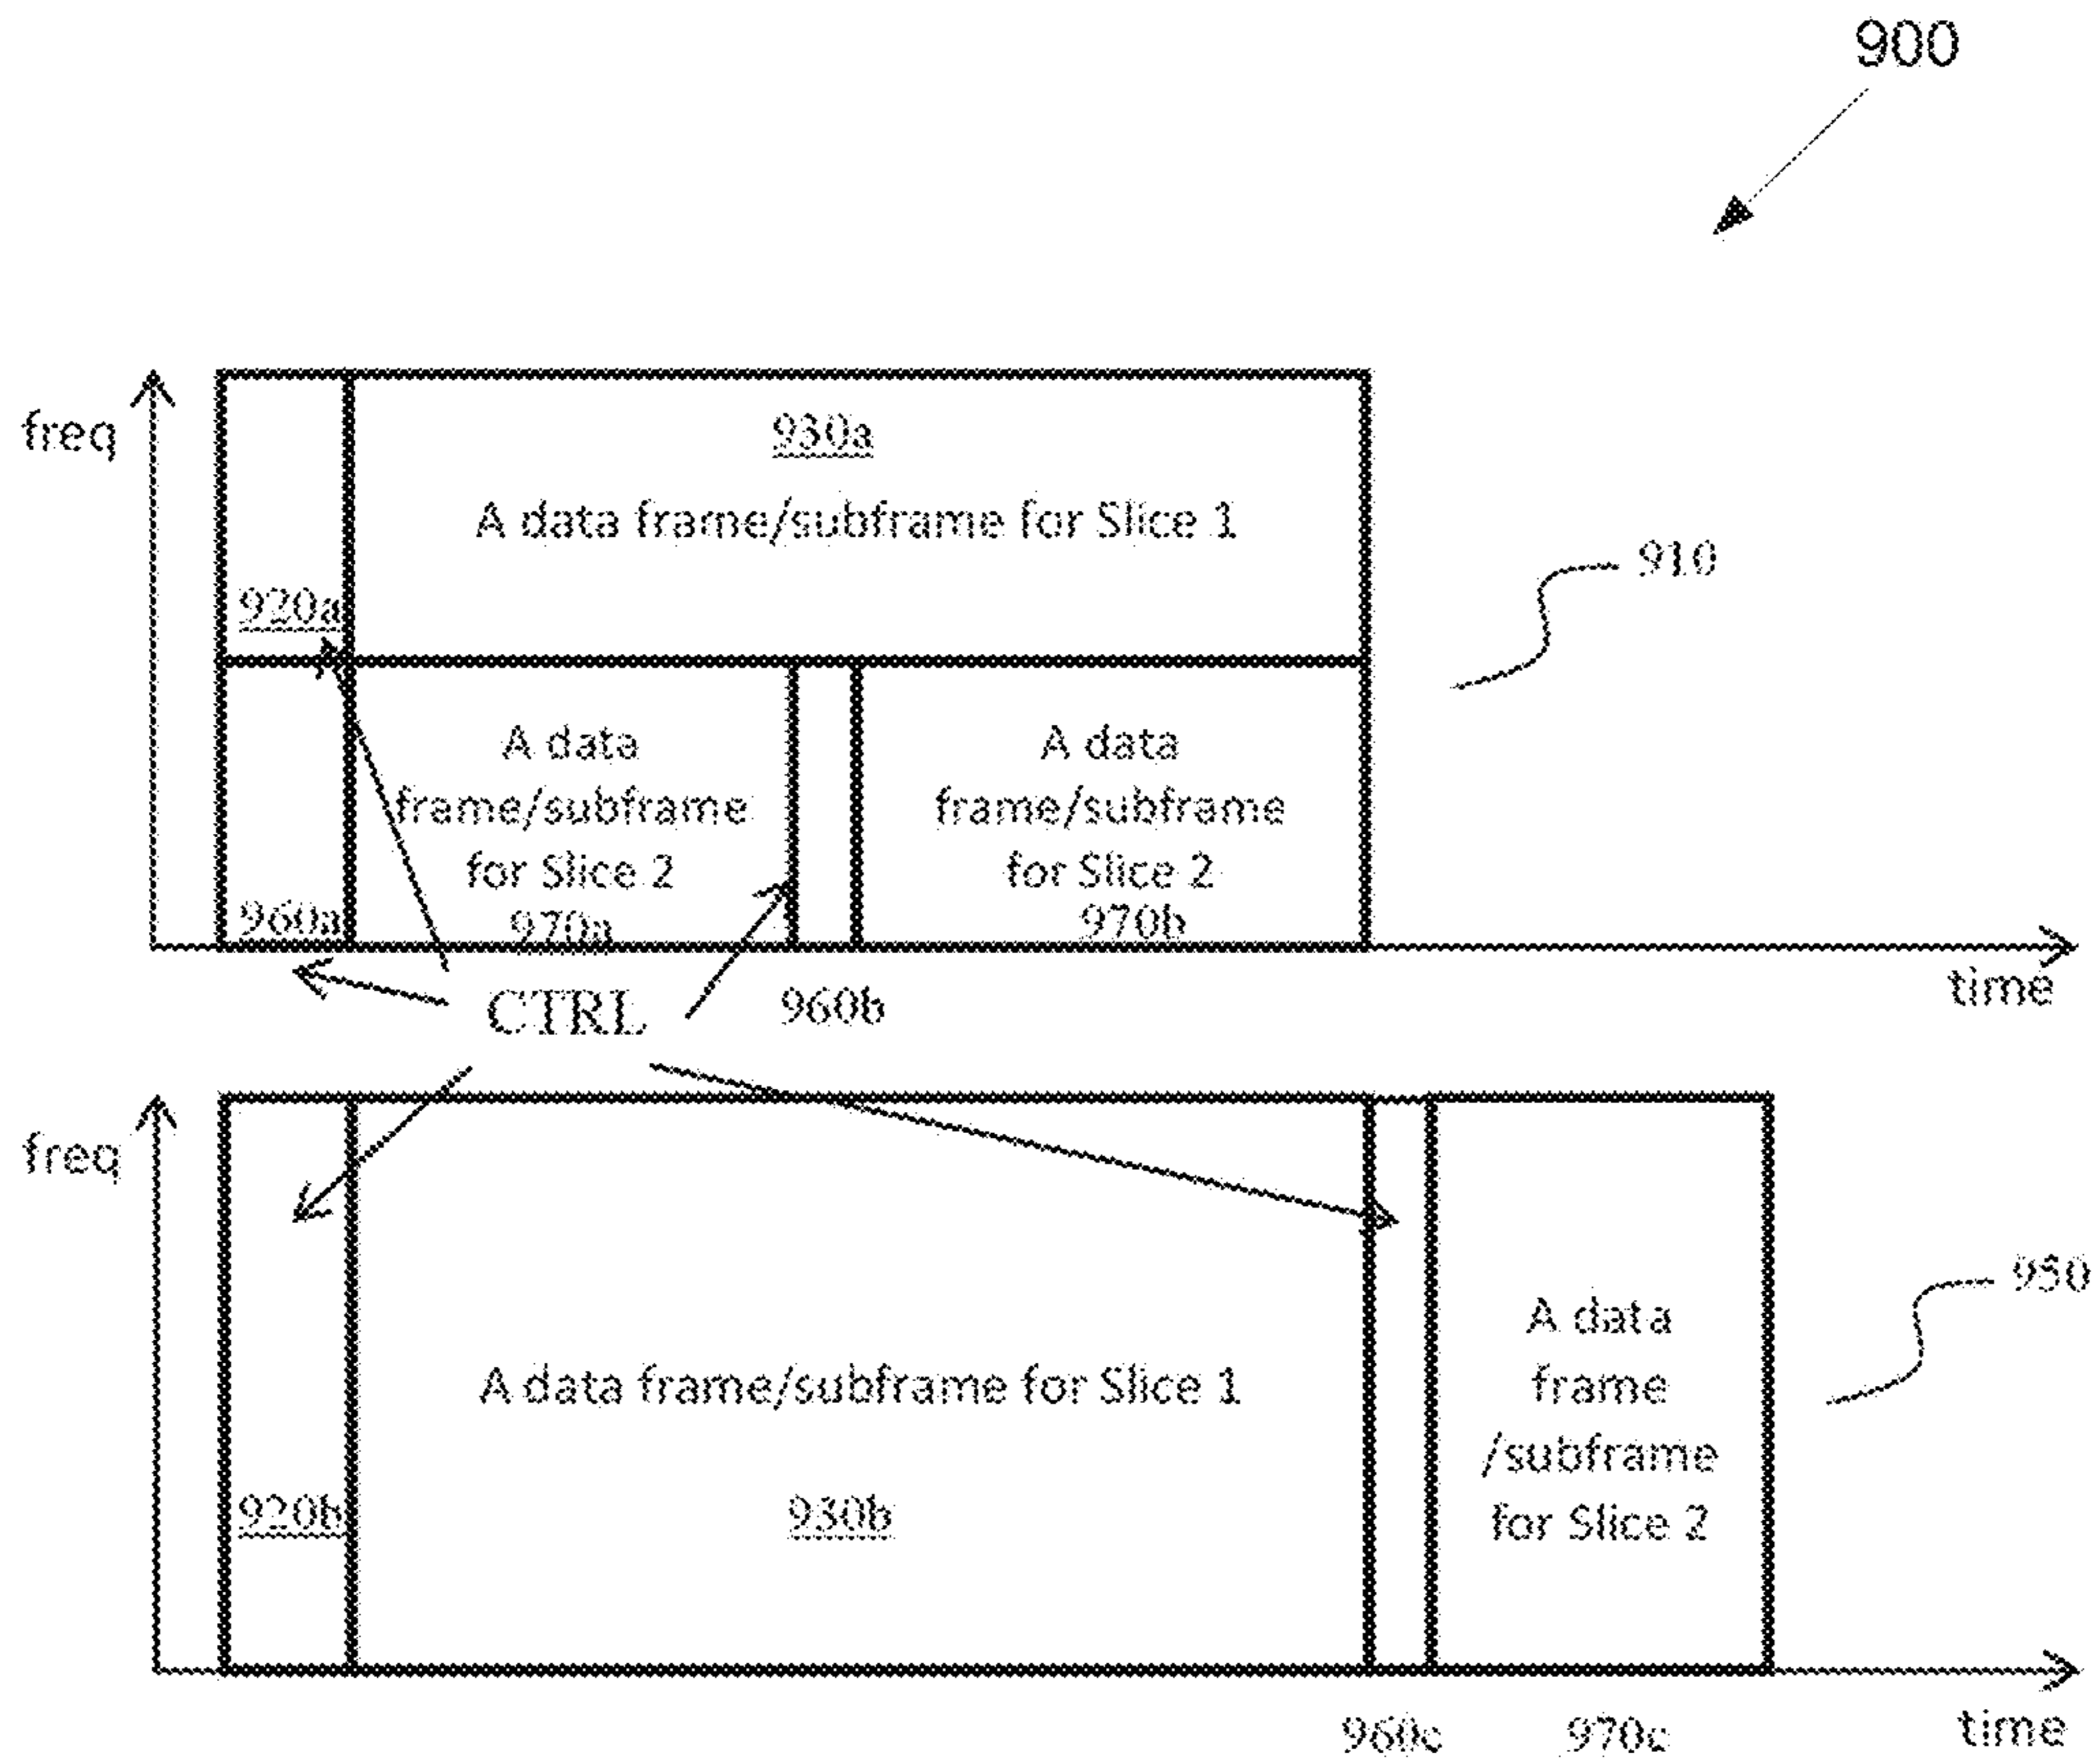 900
freq
930a
A data frame/subframe for Slice 1
910
920a
A data
frame/subframe
for Slice 2
970a
A data
frame/subframe
for Slice 2
970b
960a
time
CTRL
960b
freq
950
A data frame/subframe for Slice 1
A data
frame
/subframe
for Slice 2
920b
930b
960c
970c
time